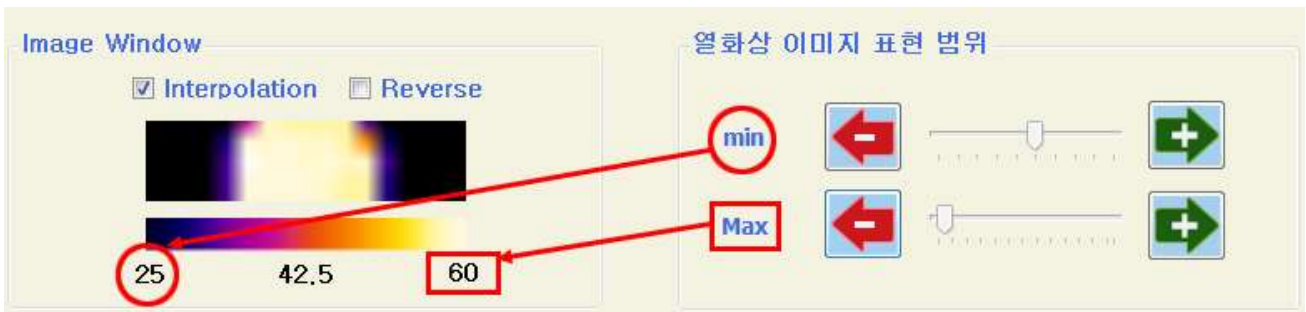 Image Window
Interpolation
Reverse
25
42.5
60
열화상 이미지 표현 범위
min
-
+
Max
-
+